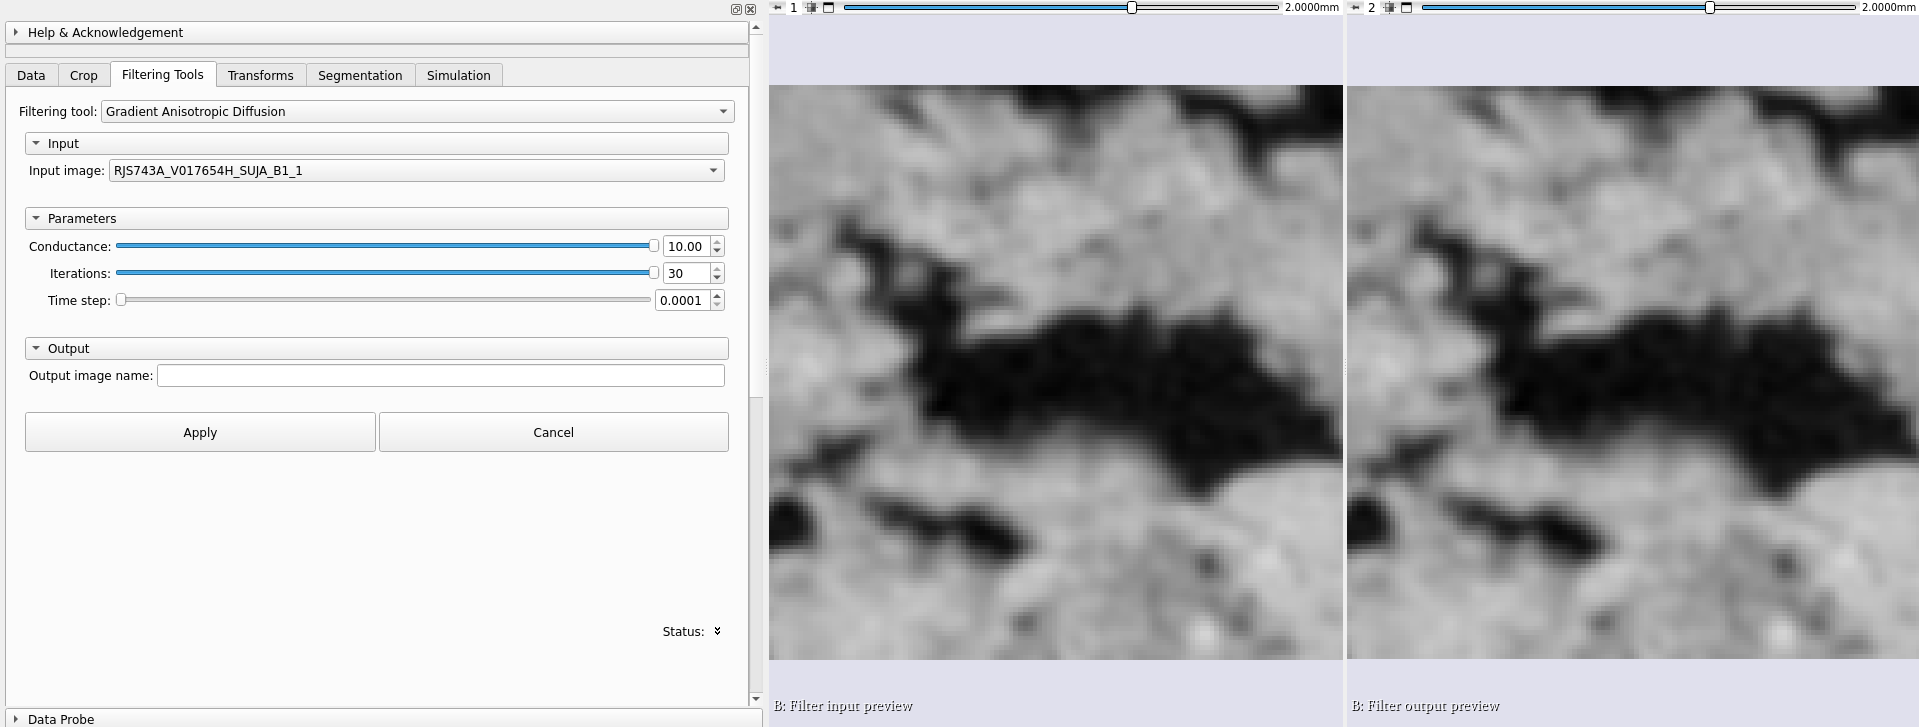 1 2.0000mm 2 2.0000mm
Help & Acknowledgement
Data Crop Filtering Tools Transforms Segmentation Simulation
Filtering tool: Gradient Anisotropic Diffusion
Input
Input image: RJS743A_V017654H_SUJA_B1_1
Parameters
Conductance: 10.00
Iterations: 30
Time step: 0.0001
Output
Output image name:
Apply Cancel
Status:
B: Filter input preview B: Filter output preview
Data Probe